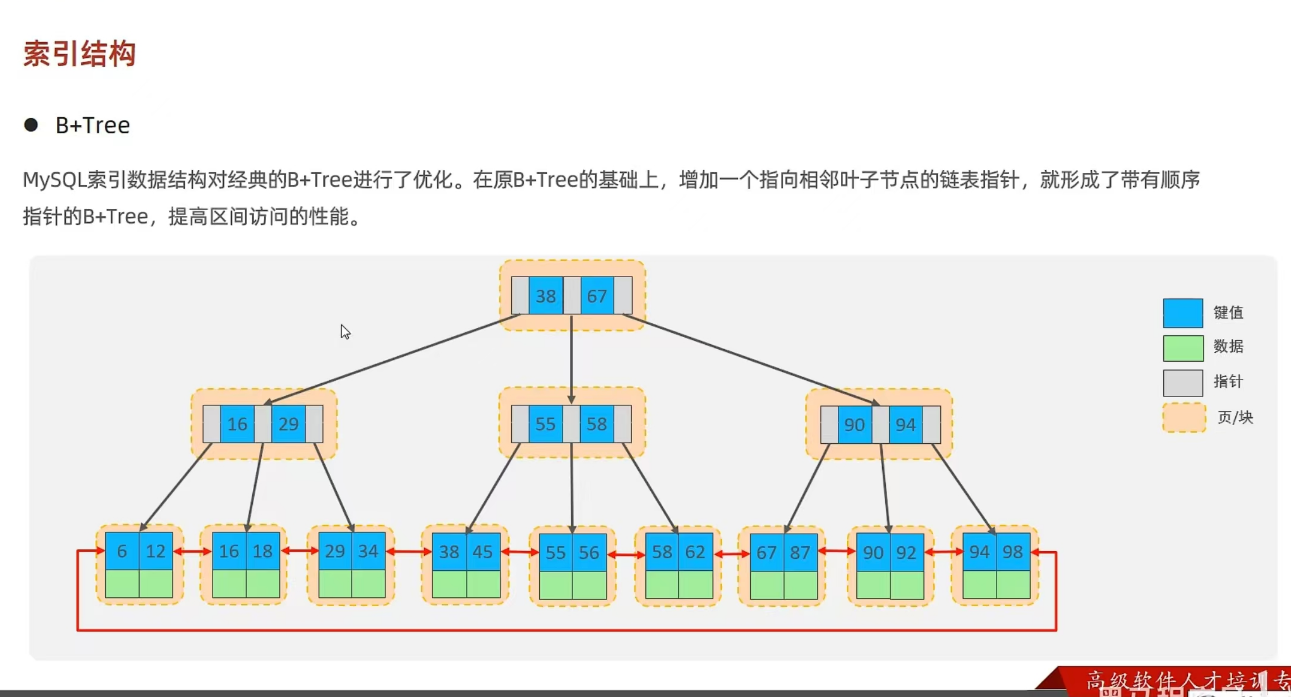 索引结构
● B+Tree
MySQL索引数据结构对经典的B+Tree进行了优化。在原B+Tree的基础上，增加一个指向相邻叶子节点的链表指针，就形成了带有顺序
指针的B+Tree，提高区间访问的性能。
38 67
键值
数据
指针
页/块
16 29 55 58 90 94
6 12 16 18 29 34 38 45 55 56 58 62 67 87 90 92 94 98
高级软件人才培训专